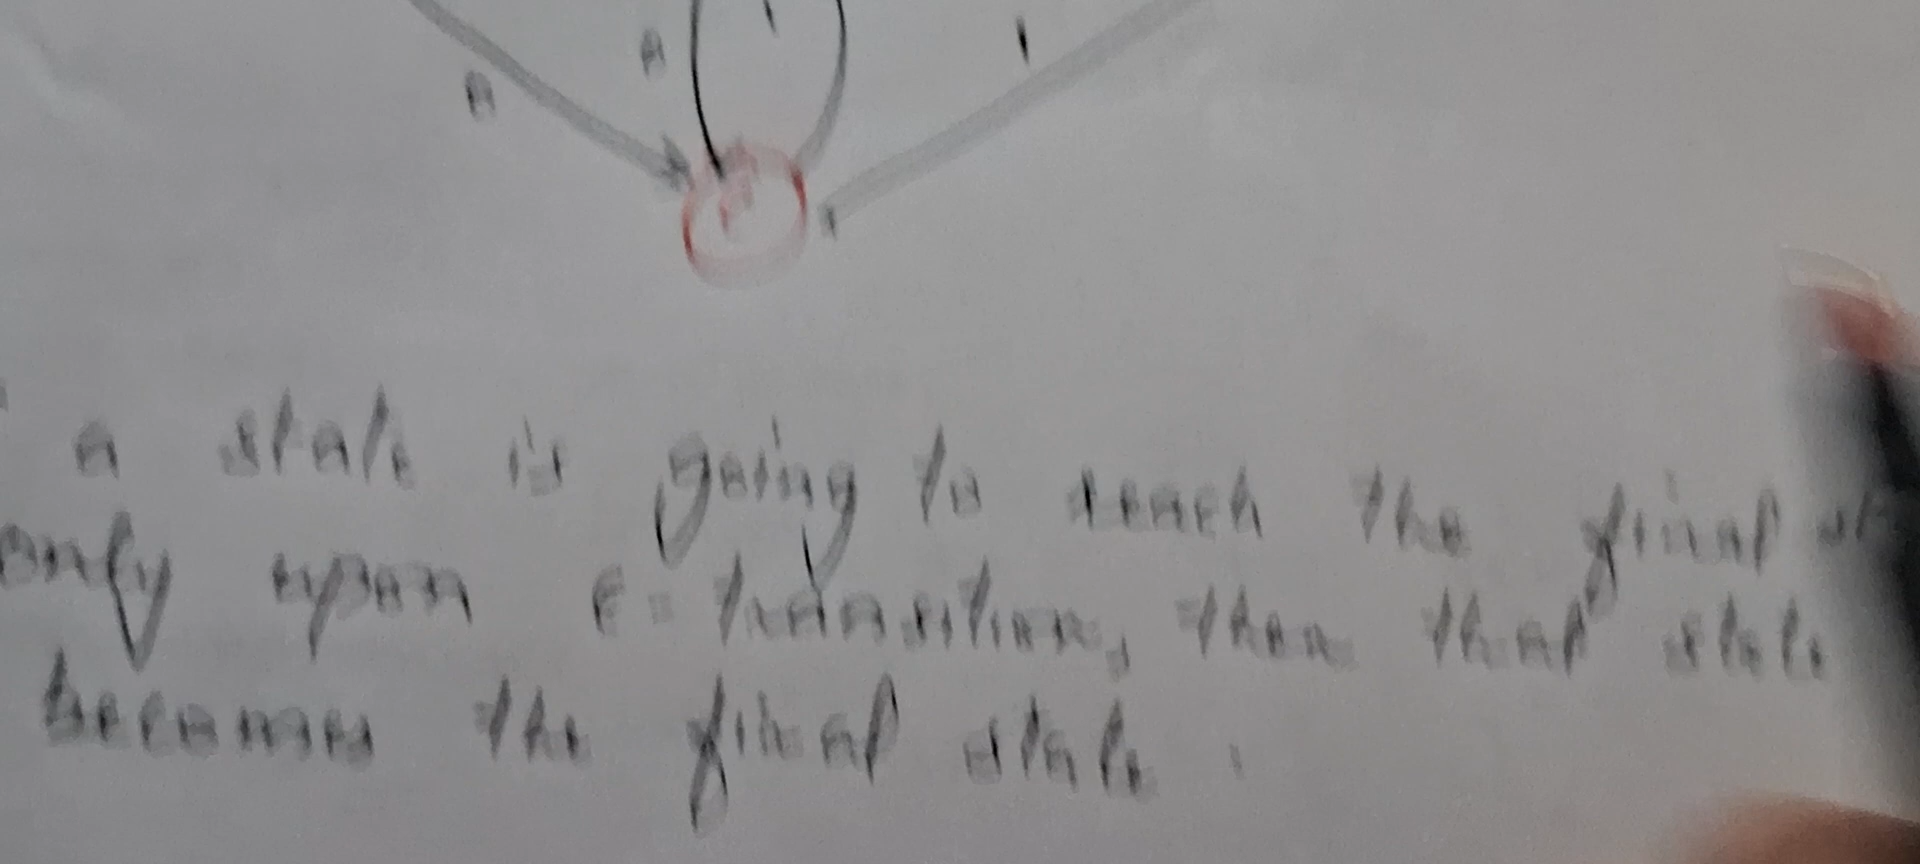 a state is going to reach the final
only upon ε-transition, then that state
becomes the final state.